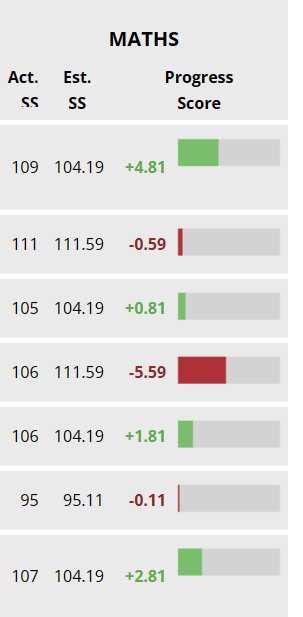 MATHS
Act. Est. Progress
SS SS Score
109 104.19 +4.81
111 111.59 -0.59
105 104.19 +0.81
106 111.59 -5.59
106 104.19 +1.81
95 95.11 -0.11
107 104.19 +2.81